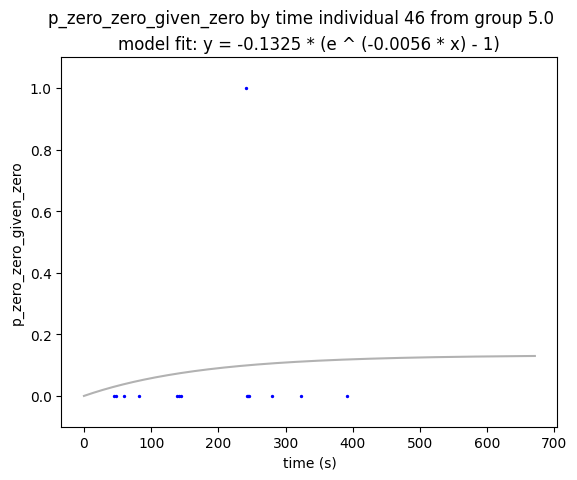 p_zero_zero_given_zero by time individual 46 from group 5.0
model fit: y = -0.1325 * (e ^ (-0.0056 * x) - 1)
1.0
0.8
0.6
0.4
0.2
0.0
p_zero_zero_given_zero
0 100 200 300 400 500 600 700
time (s)